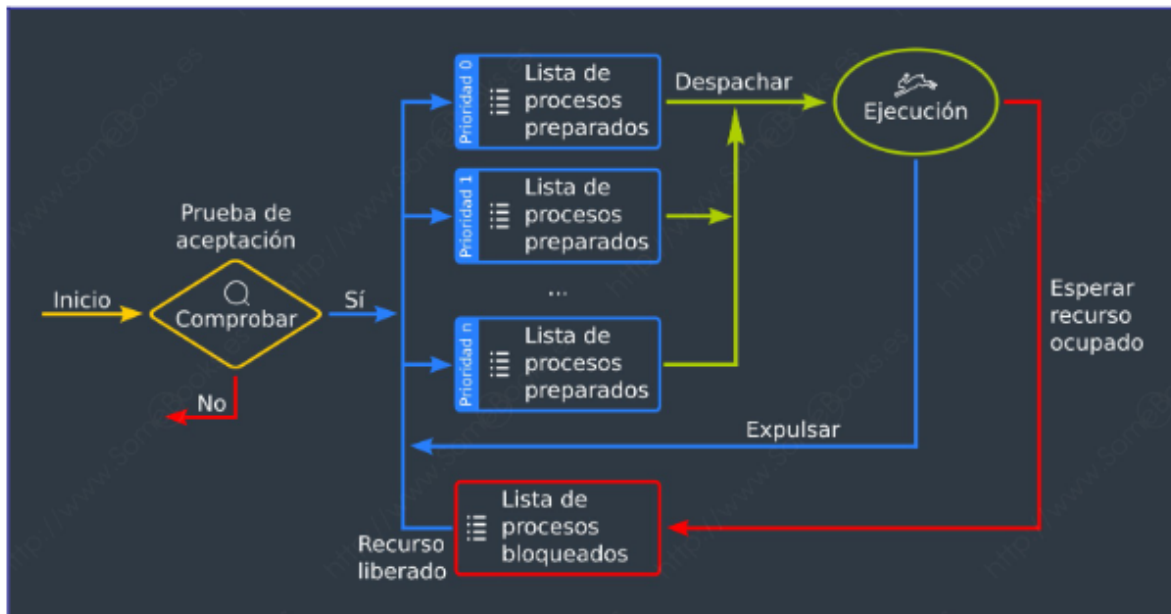 Prioridad 0
Lista de
procesos
preparados
Despachar
Ejecución
Prioridad 1
Lista de
procesos
preparados
Prueba de
aceptación
...
Inicio
Comprobar
Sí
No
Prioridad n
Lista de
procesos
preparados
Esperar
recurso
ocupado
Expulsar
Lista de
procesos
bloqueados
Recurso
liberado